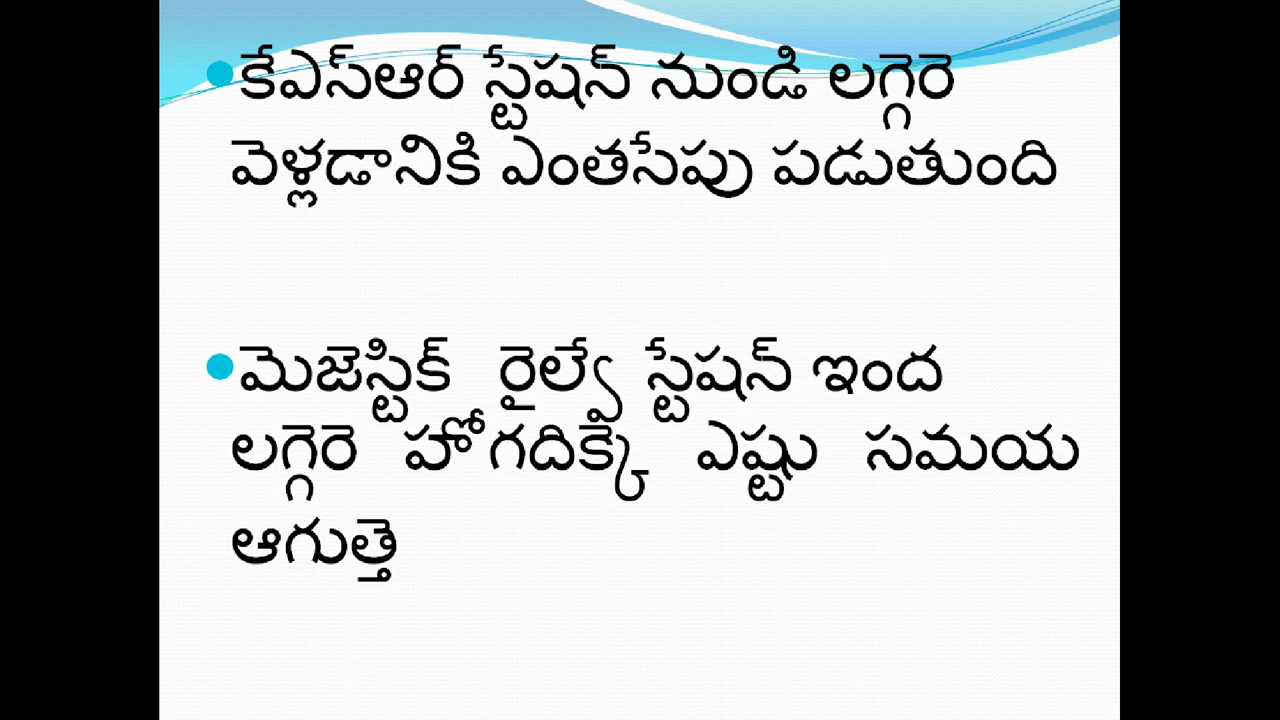 కేఎస్ఆర్ స్టేషన్ నుండి లగ్గెరె
వెళ్లడానికి ఎంతసేపు పడుతుంది
మెజెస్టిక్ రైల్వే స్టేషన్ ఇంద
లగ్గెరె హోగదిక్కె ఎష్టు సమయ
ఆగుత్తె